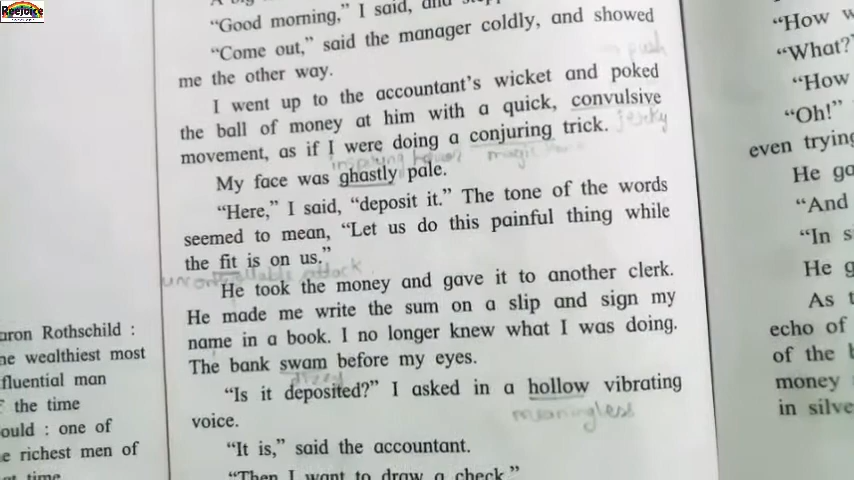 Reejoice
"Good morning," I said, and
"Come out," said the manager coldly, and showed
me the other way.
push
I went up to the accountant's wicket and poked
the ball of money at him with a quick, convulsive
jerky
movement, as if I were doing a conjuring trick.
inspiring horror magic
My face was ghastly pale.
"Here," I said, "deposit it." The tone of the words
seemed to mean, "Let us do this painful thing while
the fit is on us."
uncontrollable attack
He took the money and gave it to another clerk.
He made me write the sum on a slip and sign my
name in a book. I no longer knew what I was doing.
The bank swam before my eyes.
dizzy
"Is it deposited?" I asked in a hollow vibrating
meaningless
voice.
"It is," said the accountant.
"Then I want to draw a check."
aron Rothschild :
ne wealthiest most
fluential man
f the time
ould : one of
e richest men of
at time
"How w
"What?"
"How
"Oh!"
even trying
He ga
"And
"In s
He g
As t
echo of
of the b
money
in silve